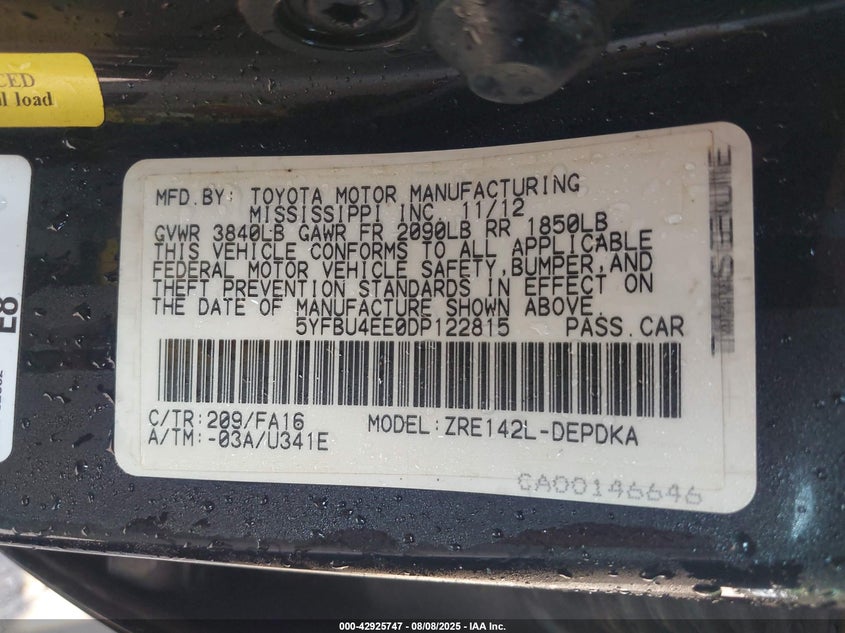 CED
al load
E8
MFD.BY: TOYOTA MOTOR MANUFACTURING
MISSISSIPPI INC. 11/12
GVWR 3840LB GAWR FR 2090LB RR 1850LB
THIS VEHICLE CONFORMS TO ALL APPLICABLE
FEDERAL MOTOR VEHICLE SAFETY,BUMPER,AND
THEFT PREVENTION STANDARDS IN EFFECT ON
THE DATE OF MANUFACTURE SHOWN ABOVE.
5YFBU4EE0DP122815 PASS.CAR
C/TR:209/FA16 MODEL:ZRE142L-DEPDKA
A/TM:-03A/U341E
CA00146646
000-42925747 - 08/08/2025 - IAA Inc.